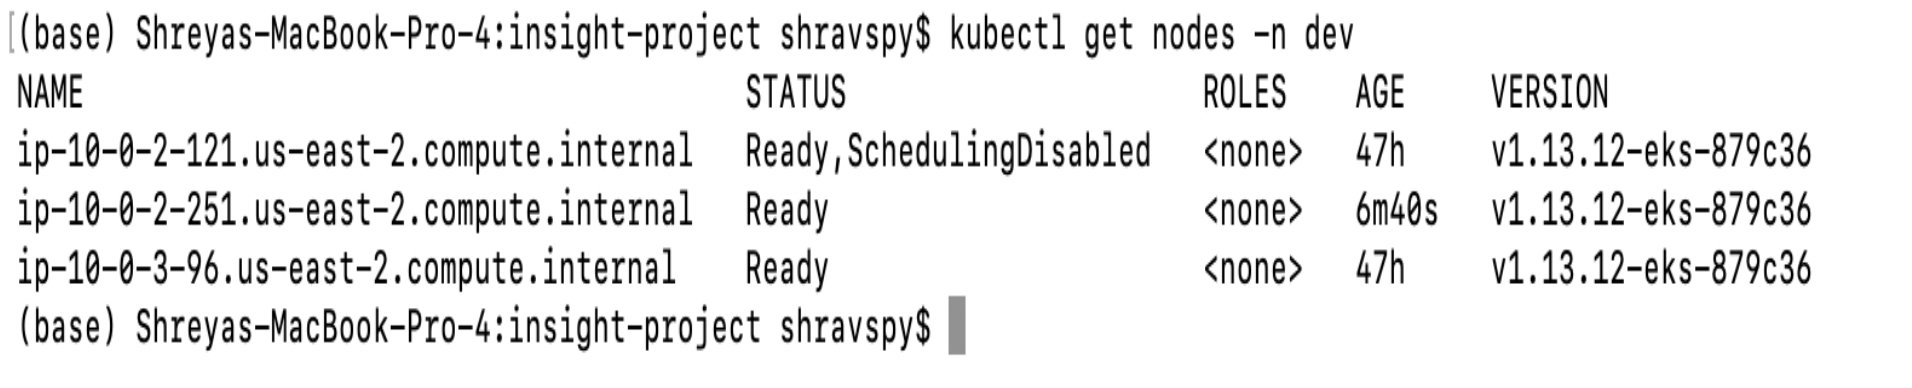 [(base) Shreyas-MacBook-Pro-4:insight-project shravspy$ kubectl get nodes -n dev
NAME STATUS ROLES AGE VERSION
ip-10-0-2-121.us-east-2.compute.internal Ready,SchedulingDisabled <none> 47h v1.13.12-eks-879c36
ip-10-0-2-251.us-east-2.compute.internal Ready <none> 6m40s v1.13.12-eks-879c36
ip-10-0-3-96.us-east-2.compute.internal Ready <none> 47h v1.13.12-eks-879c36
(base) Shreyas-MacBook-Pro-4:insight-project shravspy$